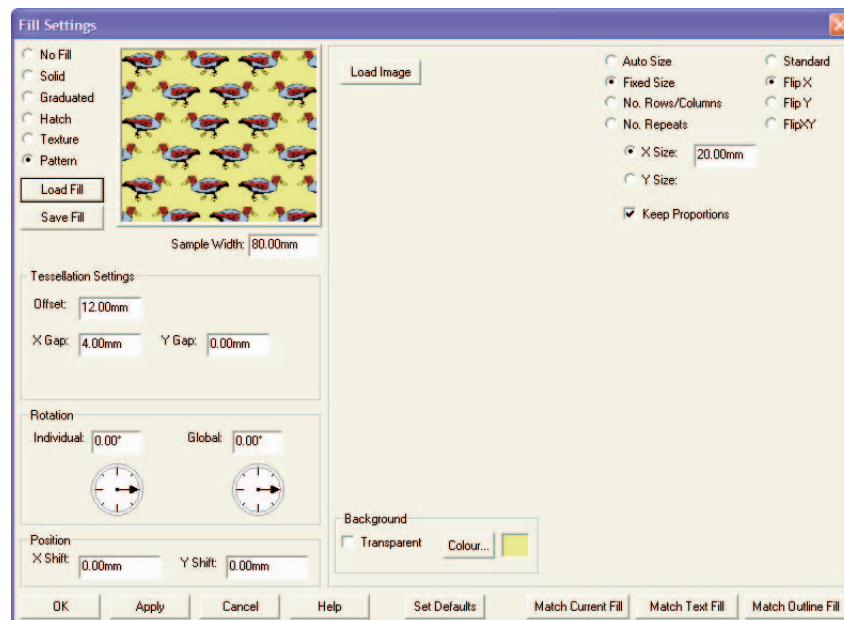 Fill Settings
No Fill
Solid
Graduated
Hatch
Texture
Pattern
Load Fill
Save Fill
Sample Width: 80.00mm
Tessellation Settings
Offset: 12.00mm
X Gap: 4.00mm Y Gap: 0.00mm
Rotation
Individual: 0.00° Global: 0.00°
Position
X Shift: 0.00mm Y Shift: 0.00mm
Load Image
Auto Size
Fixed Size
No. Rows/Columns
No. Repeats
X Size: 20.00mm
Y Size:
Keep Proportions
Standard
Flip X
Flip Y
FlipXY
Background
Transparent Colour...
OK Apply Cancel Help Set Defaults Match Current Fill Match Text Fill Match Outline Fill